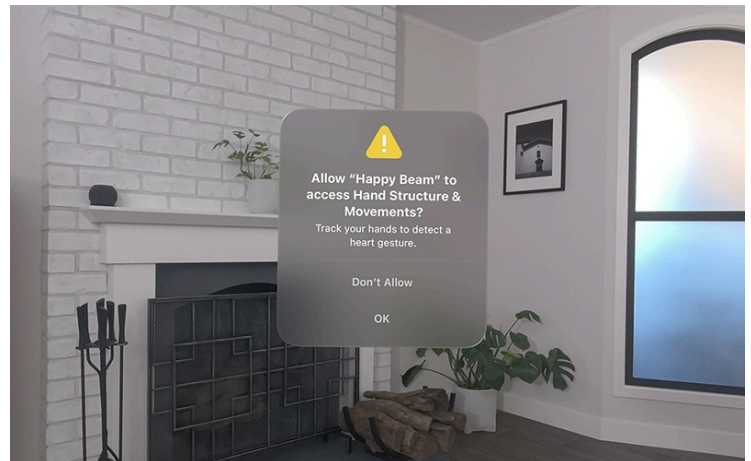 Allow “Happy Beam” to
access Hand Structure &
Movements?
Track your hands to detect a
heart gesture.
Don’t Allow
OK